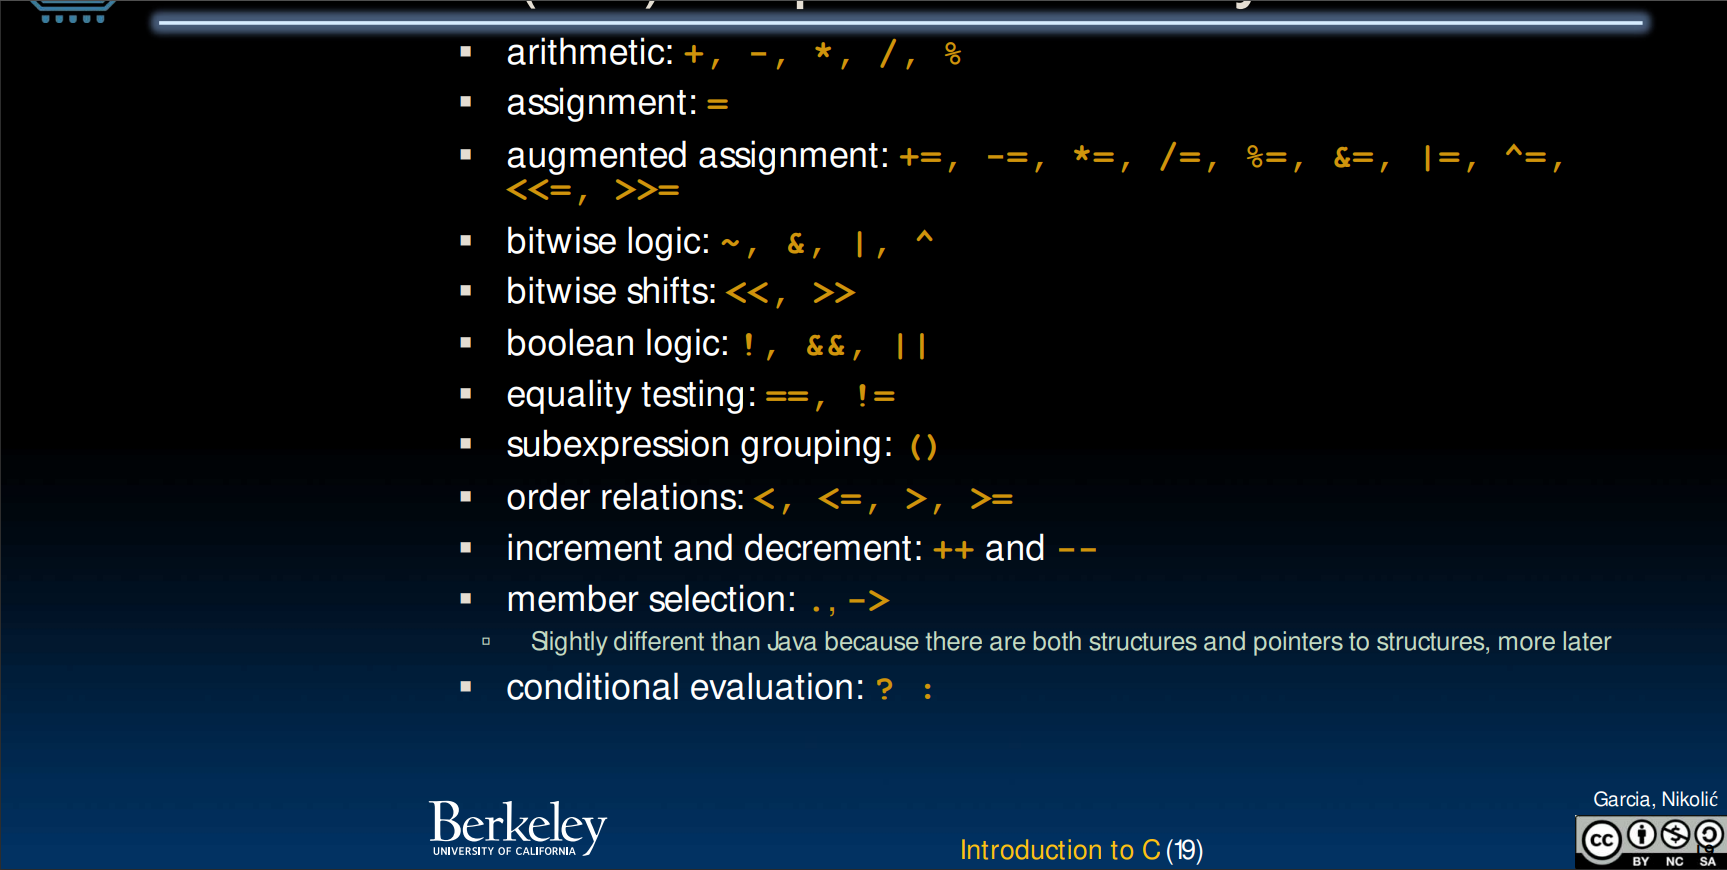 arithmetic: +, -, *, /, %
assignment: =
augmented assignment: +=, -=, *=, /=, %=, &=, |=, ^=,
<<=, >>=
bitwise logic: ~, &, |, ^
bitwise shifts: <<, >>
boolean logic: !, &&, ||
equality testing: ==, !=
subexpression grouping: ()
order relations: <, <=, >, >=
increment and decrement: ++ and --
member selection: ., ->
Slightly different than Java because there are both structures and pointers to structures, more later
conditional evaluation: ? :
Berkeley
UNIVERSITY OF CALIFORNIA
Introduction to C (19)
Garcia, Nikolić
cc
BY NC SA